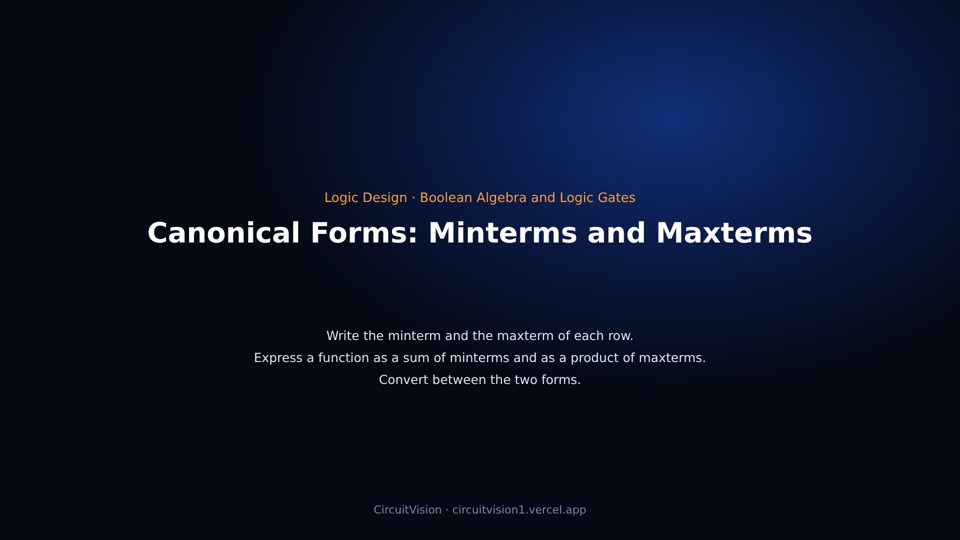 Logic Design · Boolean Algebra and Logic Gates
Canonical Forms: Minterms and Maxterms
Write the minterm and the maxterm of each row.
Express a function as a sum of minterms and as a product of maxterms.
Convert between the two forms.
CircuitVision · circuitvision1.vercel.app